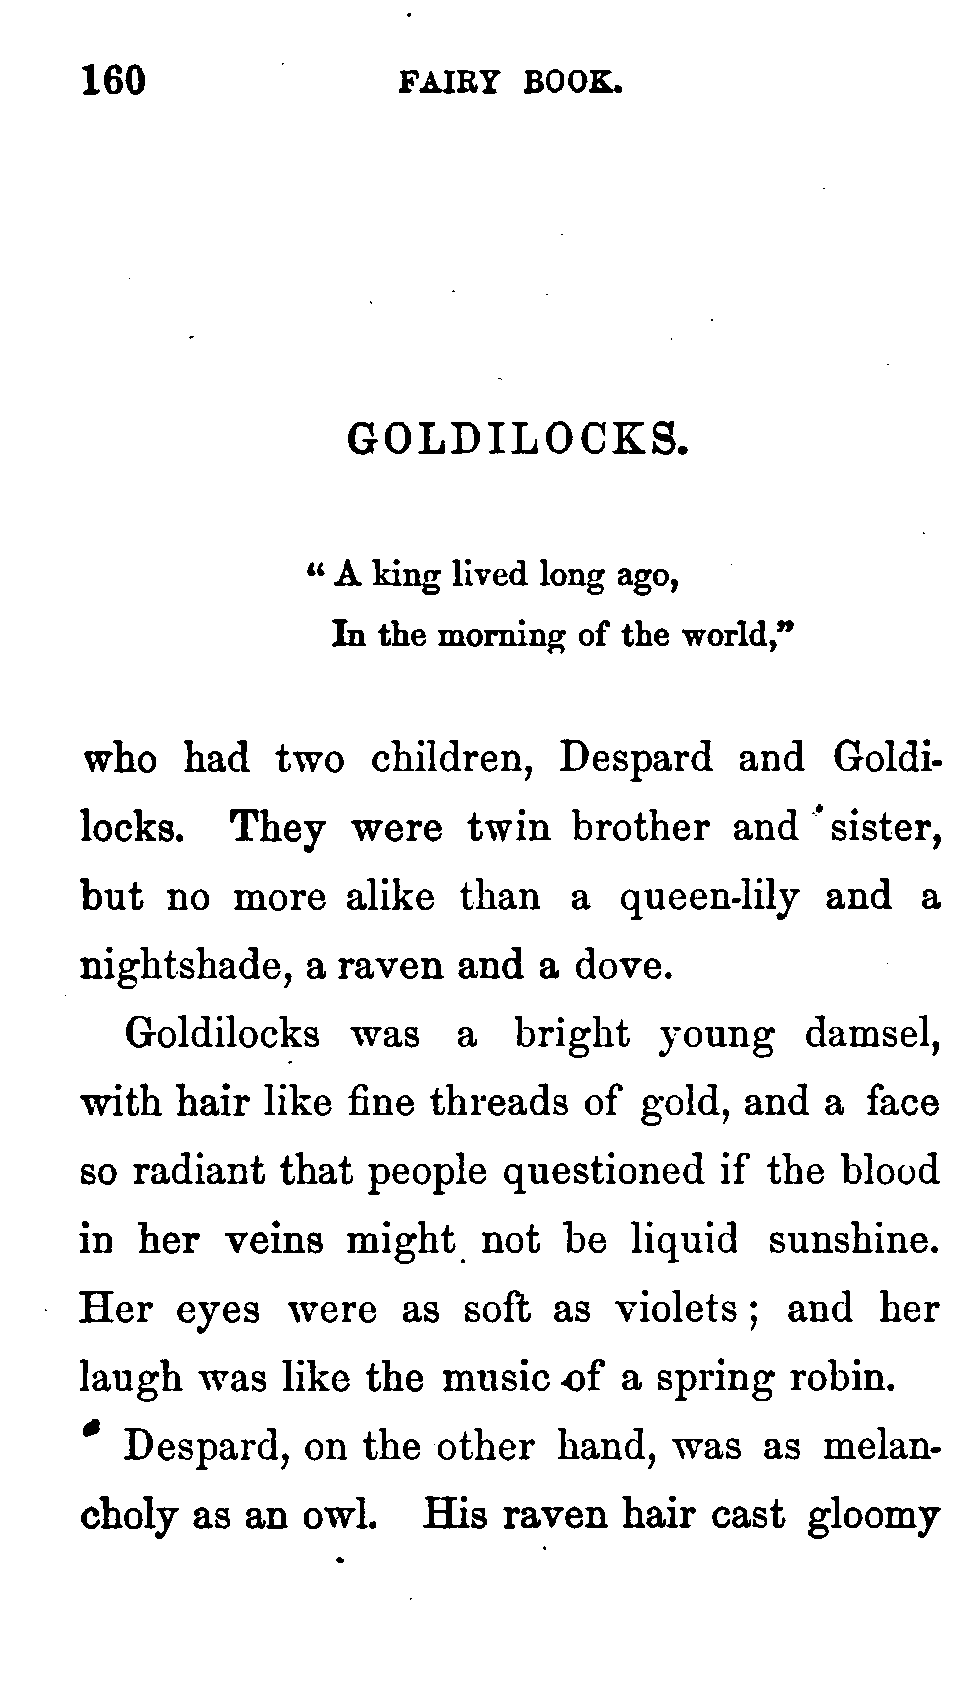 160 FAIRY BOOK.
GOLDILOCKS.
“ A king lived long ago,
In the morning of the world,”
who had two children, Despard and Goldi-
locks. They were twin brother and sister,
but no more alike than a queen-lily and a
nightshade, a raven and a dove.
Goldilocks was a bright young damsel,
with hair like fine threads of gold, and a face
so radiant that people questioned if the blood
in her veins might not be liquid sunshine.
Her eyes were as soft as violets ; and her
laugh was like the music of a spring robin.
Despard, on the other hand, was as melan-
choly as an owl. His raven hair cast gloomy